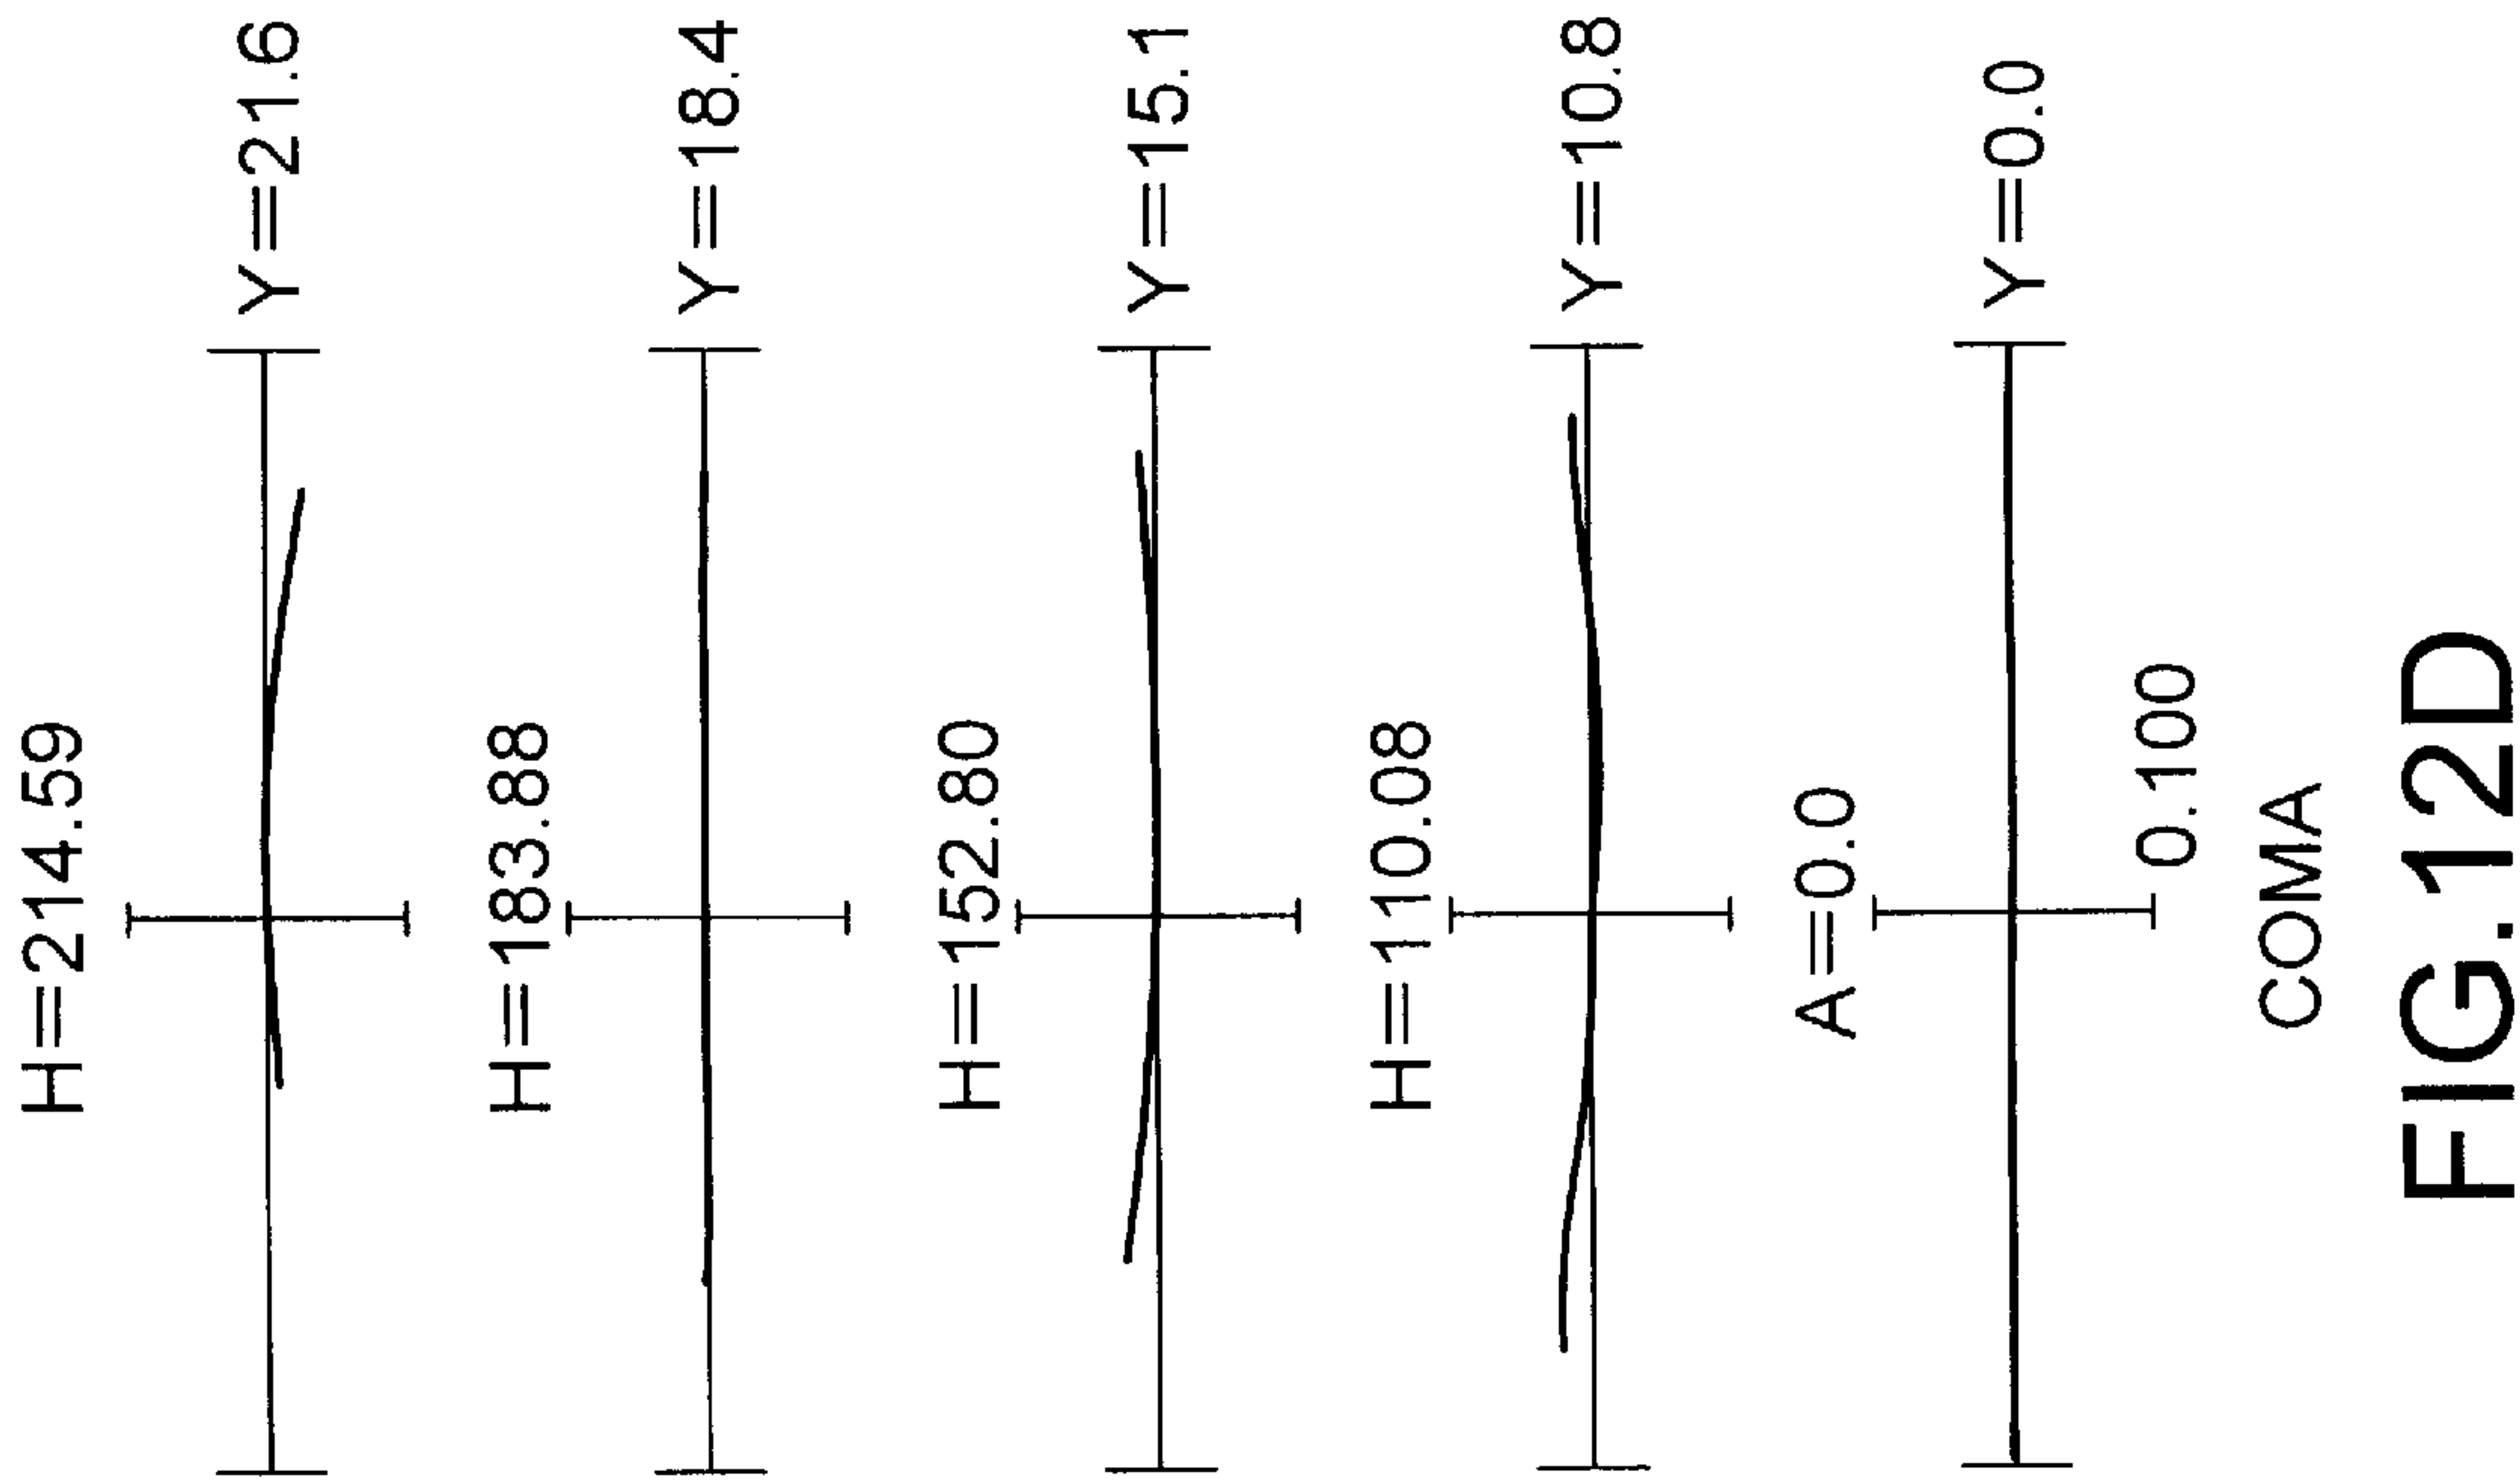 H=214.59
Y=21.6
H=183.88
Y=18.4
H=152.80
Y=15.1
H=110.08
Y=10.8
A=0.0
Y=0.0
0.100
COMA
FIG.12D